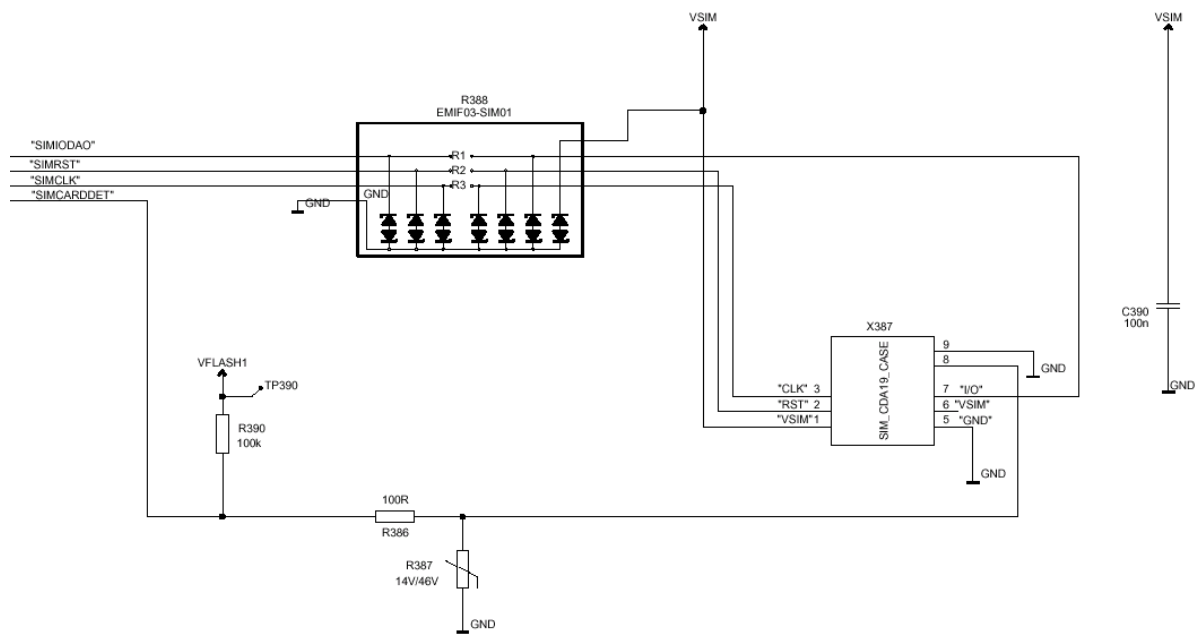 VSIM
VSIM
R388
EMIF03-SIM01
"SIMIODAO"
R1
"SIMRST"
R2
"SIMCLK"
R3
"SIMCARDDET"
GND
GND
C390
100n
X387
SIM_CDA19_CASE
9
8
GND
VFLASH1
TP390
"CLK" 3
7 "I/O"
GND
"RST" 2
6 "VSIM"
"VSIM" 1
5 "GND"
R390
100k
GND
100R
R386
R387
14V/46V
GND